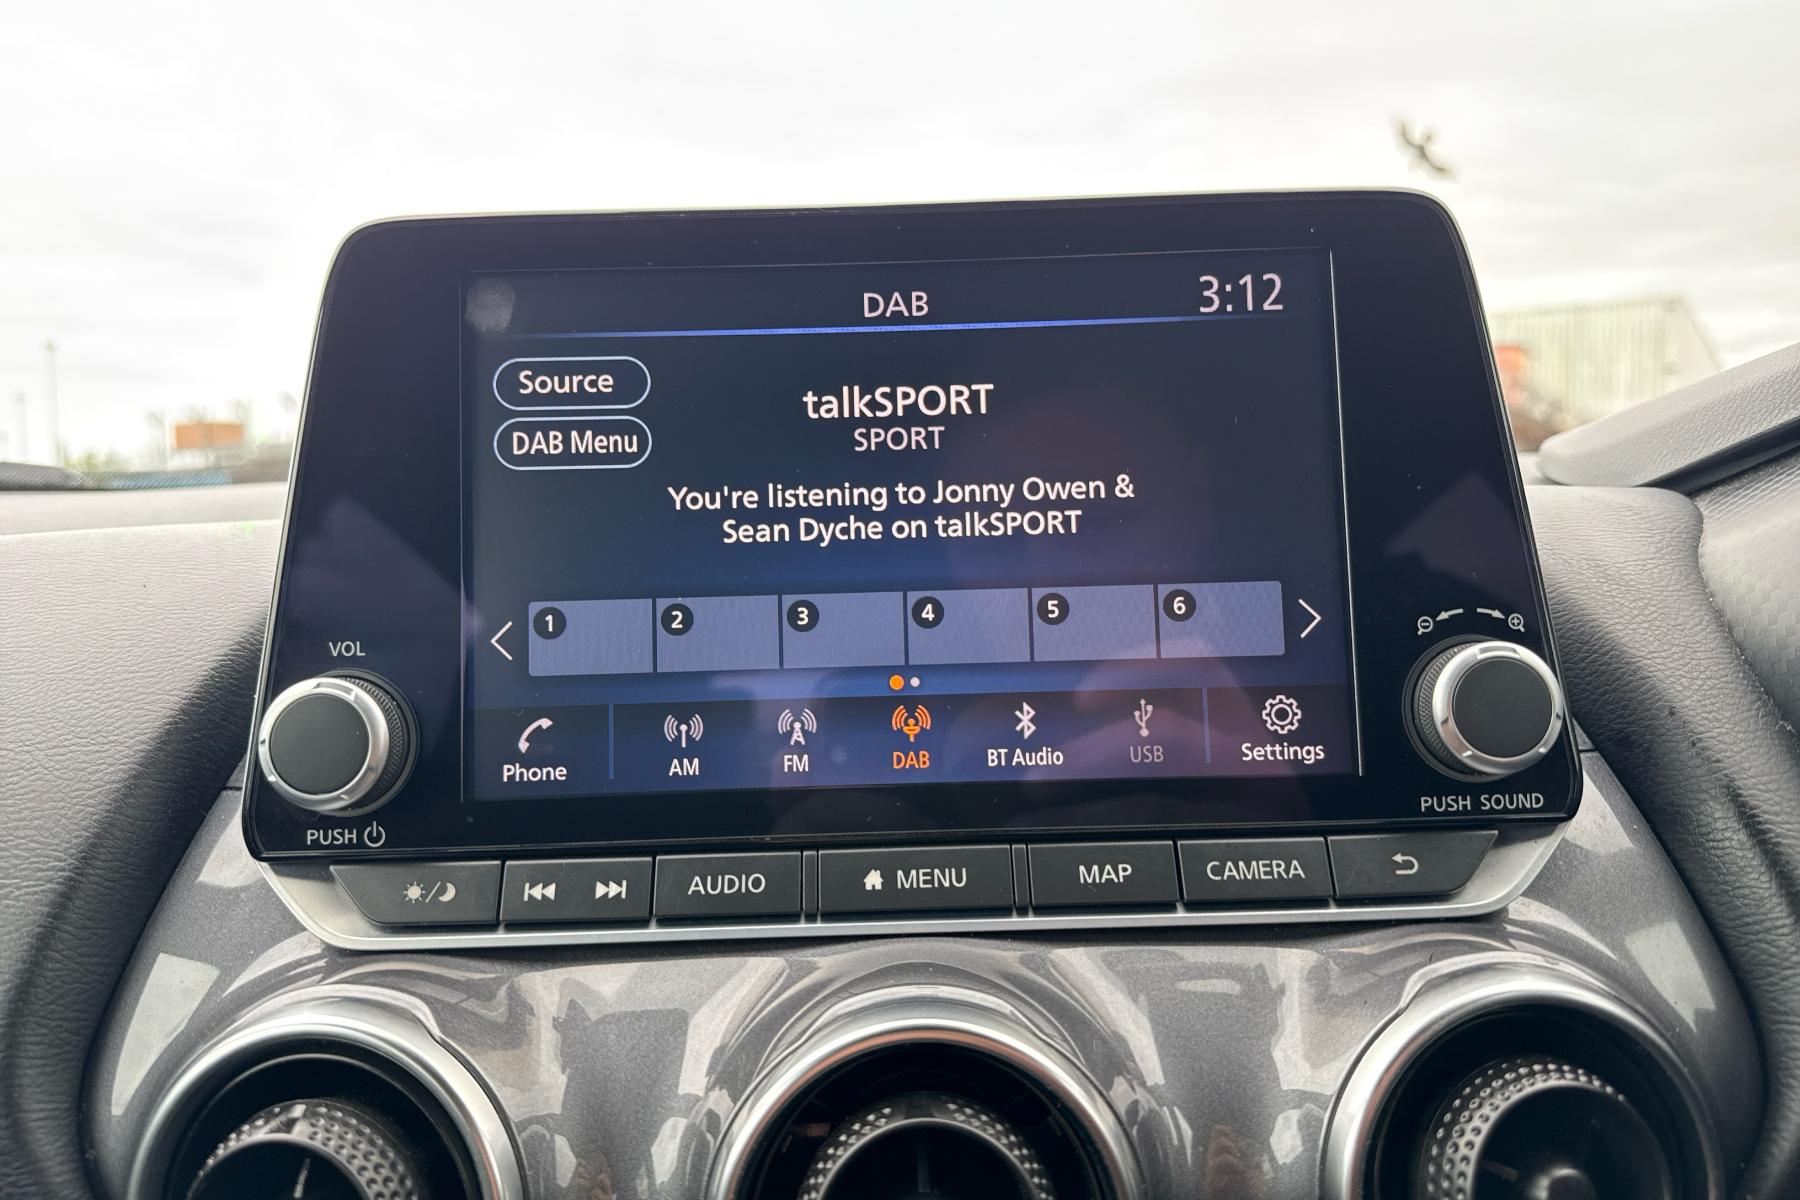 DAB
3:12
Source
DAB Menu
talkSPORT
SPORT
You're listening to Jonny Owen &
Sean Dyche on talkSPORT
1 2 3 4 5 6
Phone AM FM DAB BT Audio USB Settings
VOL
PUSH
PUSH SOUND
AUDIO MENU MAP CAMERA